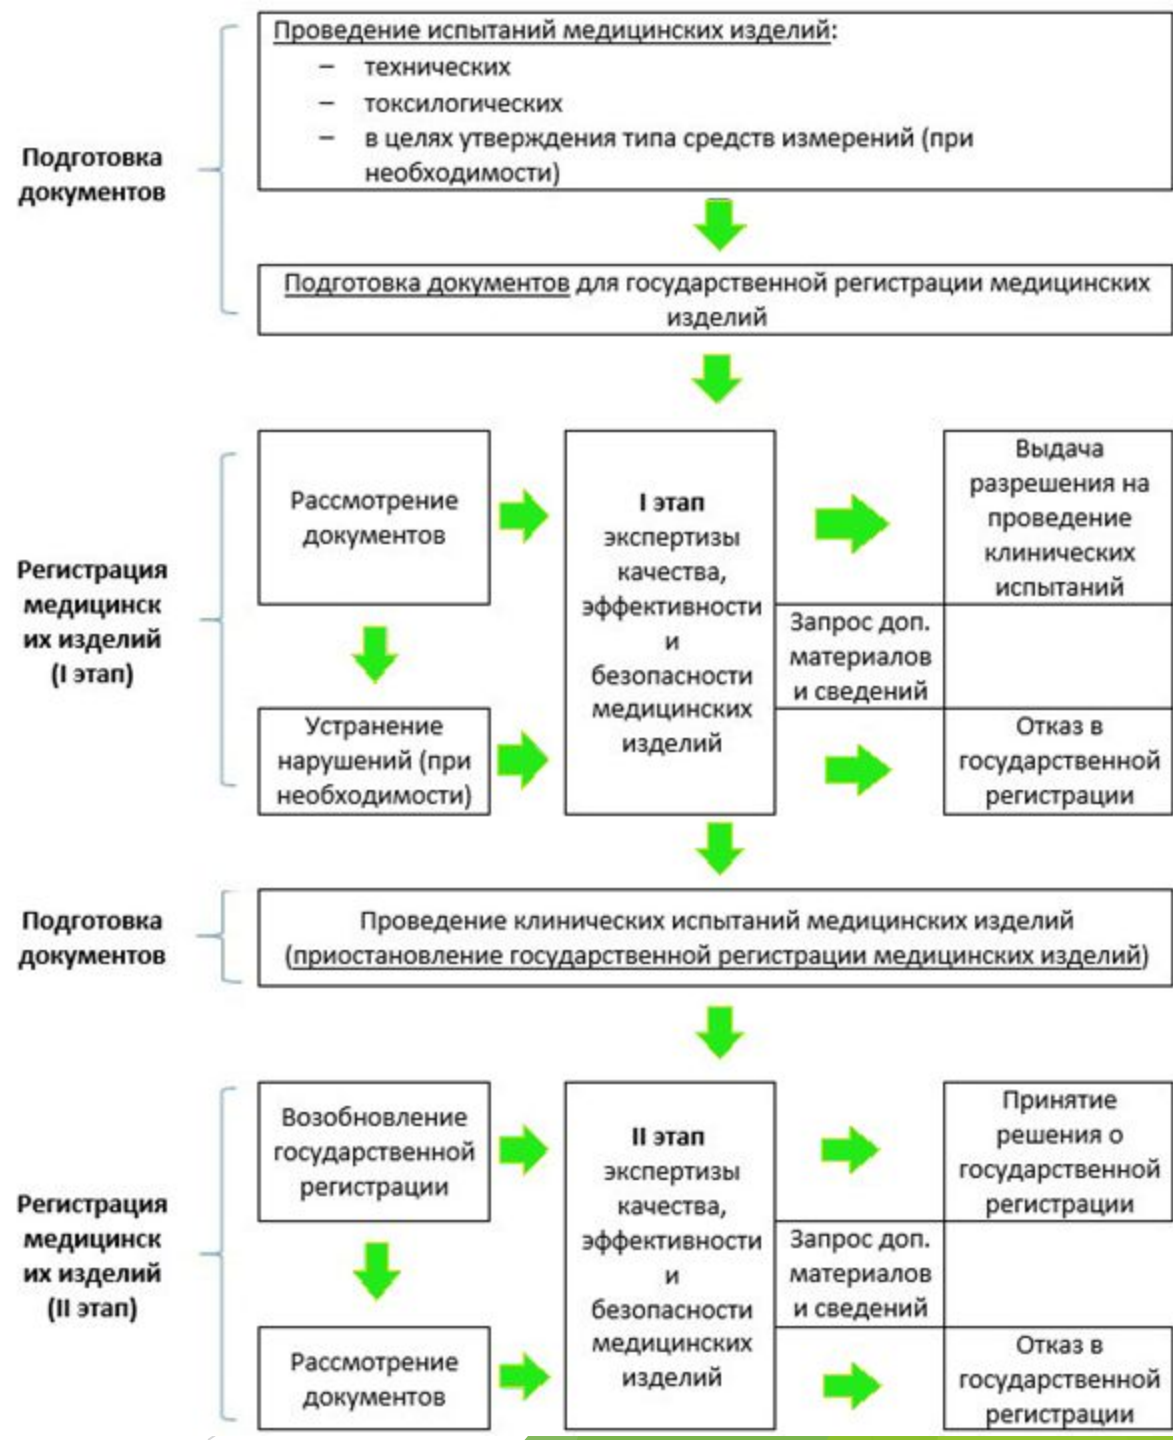 Проведение испытаний медицинских изделий:
– технических
– токсилогических
– в целях утверждения типа средств измерений (при
необходимости)
Подготовка
документов
Подготовка документов для государственной регистрации медицинских
изделий
Регистрация
медицинск
их изделий
(I этап)
Рассмотрение
документов
Устранение
нарушений (при
необходимости)
I этап
экспертизы
качества,
эффективности
и
безопасности
медицинских
изделий
Выдача
разрешения на
проведение
клинических
испытаний
Запрос доп.
материалов
и сведений
Отказ в
государственной
регистрации
Подготовка
документов
Проведение клинических испытаний медицинских изделий
(приостановление государственной регистрации медицинских изделий)
Регистрация
медицинск
их изделий
(II этап)
Возобновление
государственной
регистрации
Рассмотрение
документов
II этап
экспертизы
качества,
эффективности
и
безопасности
медицинских
изделий
Принятие
решения о
государственной
регистрации
Запрос доп.
материалов
и сведений
Отказ в
государственной
регистрации